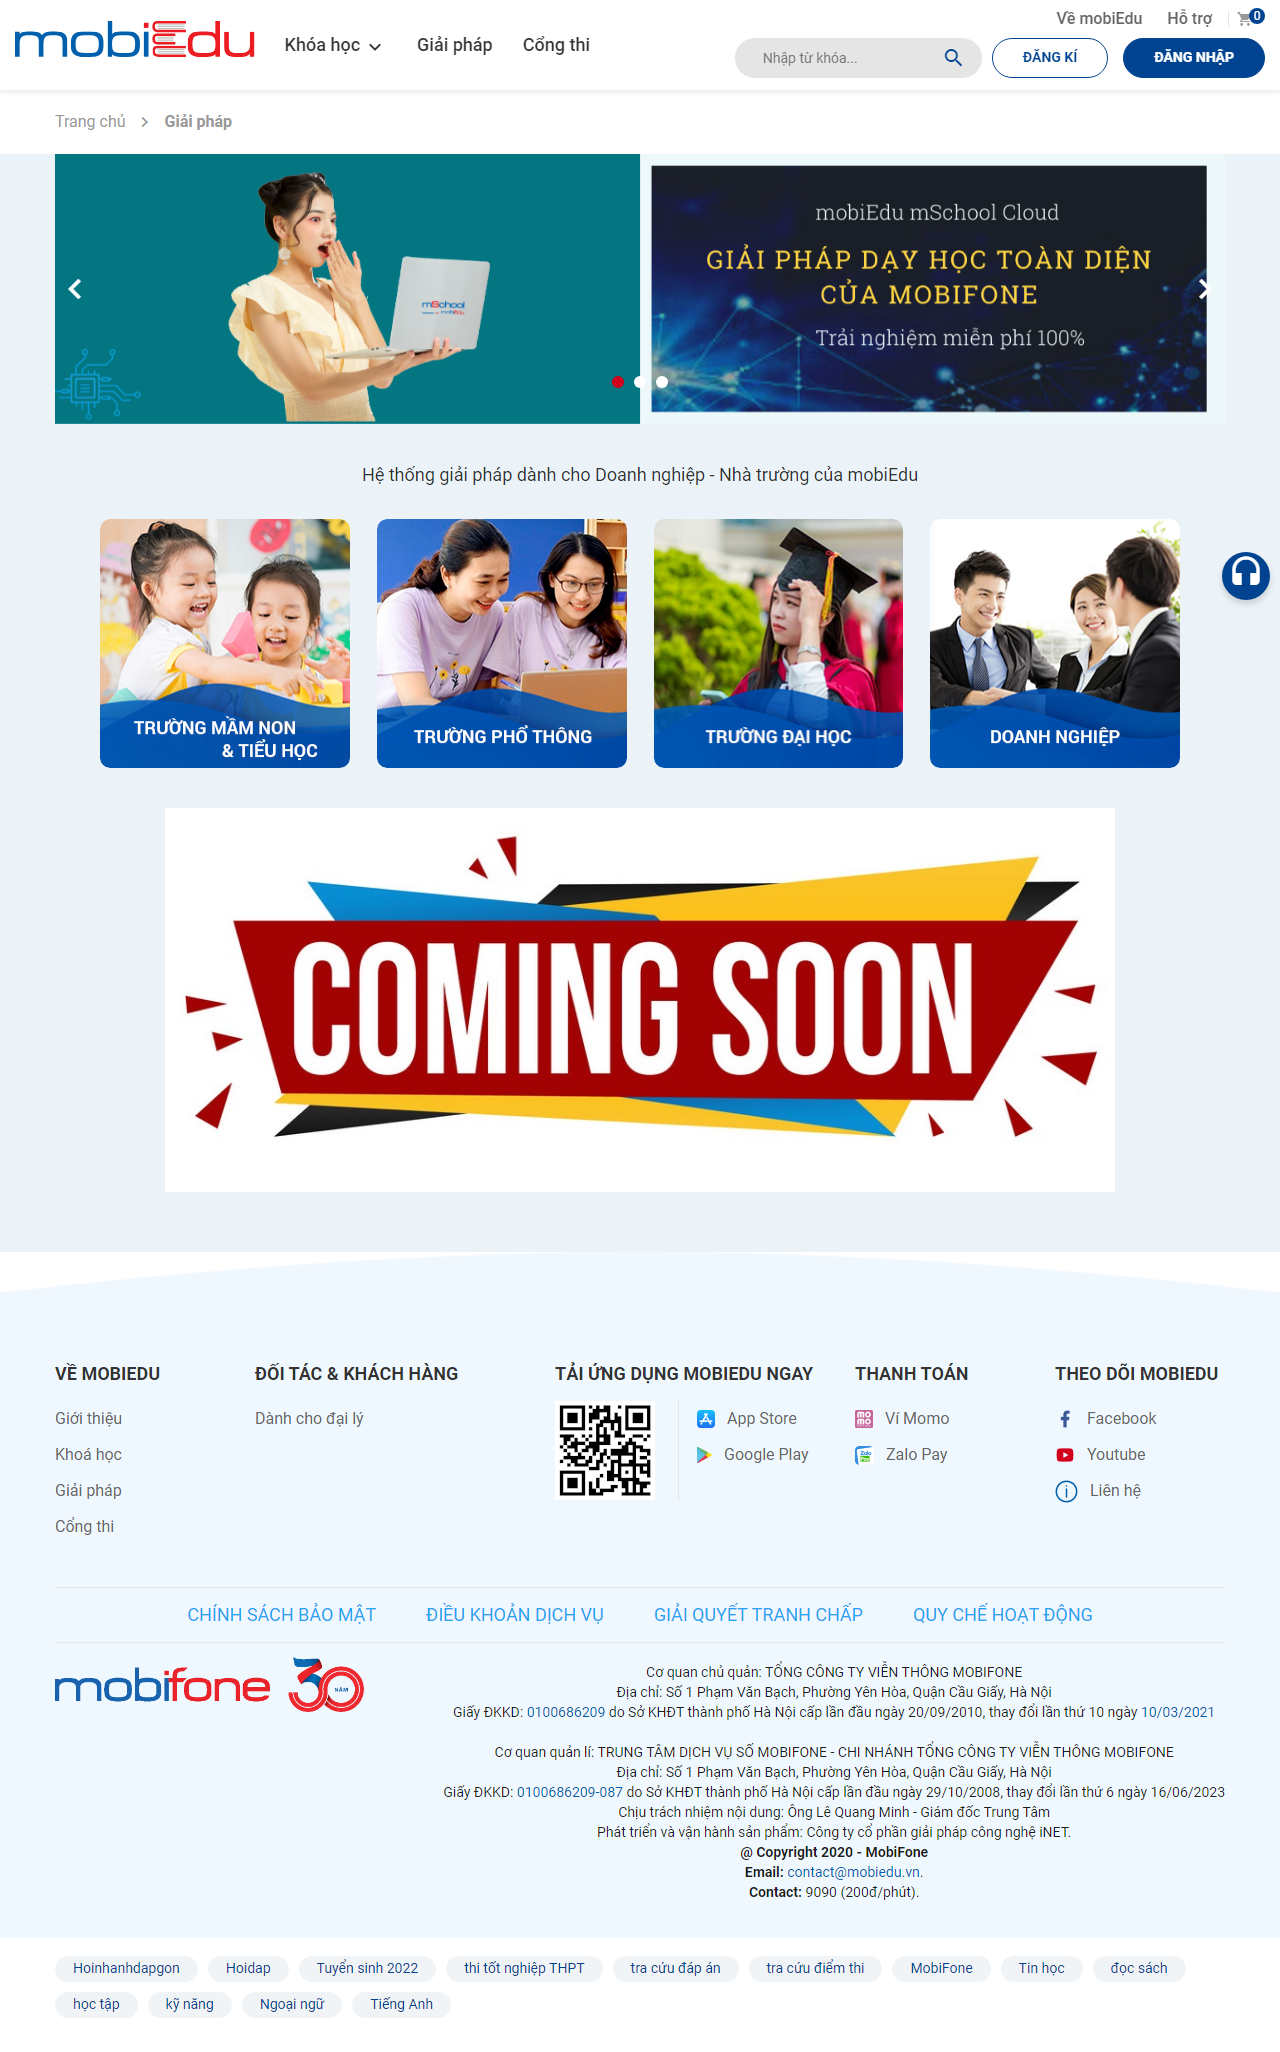 Về mobiEdu Hỗ trợ 0
mobiEdu Khóa học Giải pháp Cổng thi
Nhập từ khóa... ĐĂNG KÍ ĐĂNG NHẬP
Trang chủ Giải pháp
mSchool
mobiEdu
mobiEdu mSchool Cloud
GIẢI PHÁP DẠY HỌC TOÀN DIỆN
CỦA MOBIFONE
Trải nghiệm miễn phí 100%
Hệ thống giải pháp dành cho Doanh nghiệp - Nhà trường của mobiEdu
TRƯỜNG MẦM NON
& TIỂU HỌC
TRƯỜNG PHỔ THÔNG
TRƯỜNG ĐẠI HỌC
DOANH NGHIỆP
COMING SOON
VỀ MOBIEDU
Giới thiệu
Khoá học
Giải pháp
Cổng thi
ĐỐI TÁC & KHÁCH HÀNG
Dành cho đại lý
TẢI ỨNG DỤNG MOBIEDU NGAY
App Store
Google Play
THANH TOÁN
Ví Momo
Zalo Pay
THEO DÕI MOBIEDU
Facebook
Youtube
Liên hệ
CHÍNH SÁCH BẢO MẬT ĐIỀU KHOẢN DỊCH VỤ GIẢI QUYẾT TRANH CHẤP QUY CHẾ HOẠT ĐỘNG
mobifone 30 NĂM
Cơ quan chủ quản: TỔNG CÔNG TY VIỄN THÔNG MOBIFONE
Địa chỉ: Số 1 Phạm Văn Bạch, Phường Yên Hòa, Quận Cầu Giấy, Hà Nội
Giấy ĐKKD: 0100686209 do Sở KHĐT thành phố Hà Nội cấp lần đầu ngày 20/09/2010, thay đổi lần thứ 10 ngày 10/03/2021
Cơ quan quản lí: TRUNG TÂM DỊCH VỤ SỐ MOBIFONE - CHI NHÁNH TỔNG CÔNG TY VIỄN THÔNG MOBIFONE
Địa chỉ: Số 1 Phạm Văn Bạch, Phường Yên Hòa, Quận Cầu Giấy, Hà Nội
Giấy ĐKKD: 0100686209-087 do Sở KHĐT thành phố Hà Nội cấp lần đầu ngày 29/10/2008, thay đổi lần thứ 6 ngày 16/06/2023
Chịu trách nhiệm nội dung: Ông Lê Quang Minh - Giám đốc Trung Tâm
Phát triển và vận hành sản phẩm: Công ty cổ phần giải pháp công nghệ iNET.
@ Copyright 2020 - MobiFone
Email: contact@mobiedu.vn.
Contact: 9090 (200đ/phút).
Hoinhanhdapgon Hoidap Tuyển sinh 2022 thi tốt nghiệp THPT tra cứu đáp án tra cứu điểm thi MobiFone Tin học đọc sách
học tập kỹ năng Ngoại ngữ Tiếng Anh